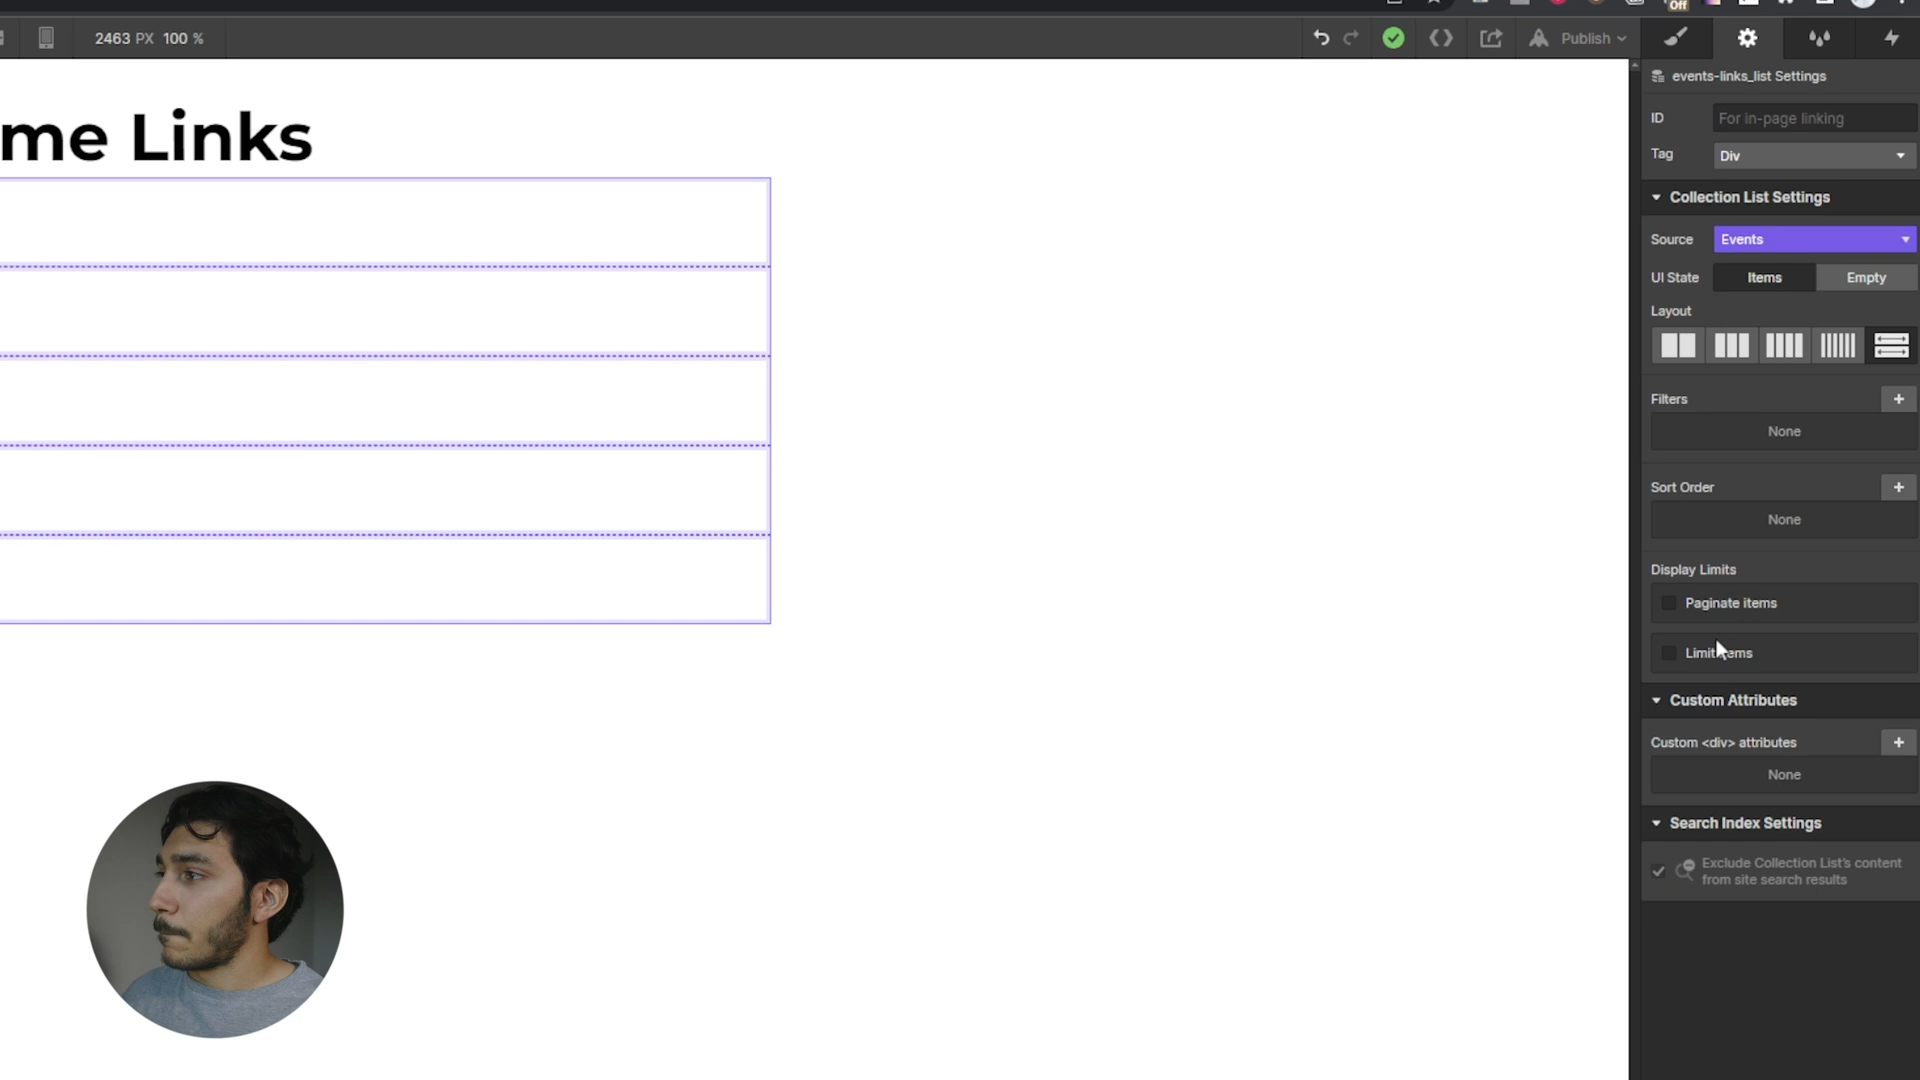 Off
2463 PX 100 %
Publish
events-links_list Settings
me Links
ID For in-page linking
Tag Div
Collection List Settings
Source Events
UI State Items Empty
Layout
Filters +
None
Sort Order +
None
Display Limits
Paginate items
Limit ems
Custom Attributes
Custom <div> attributes +
None
Search Index Settings
Exclude Collection List's content
from site search results